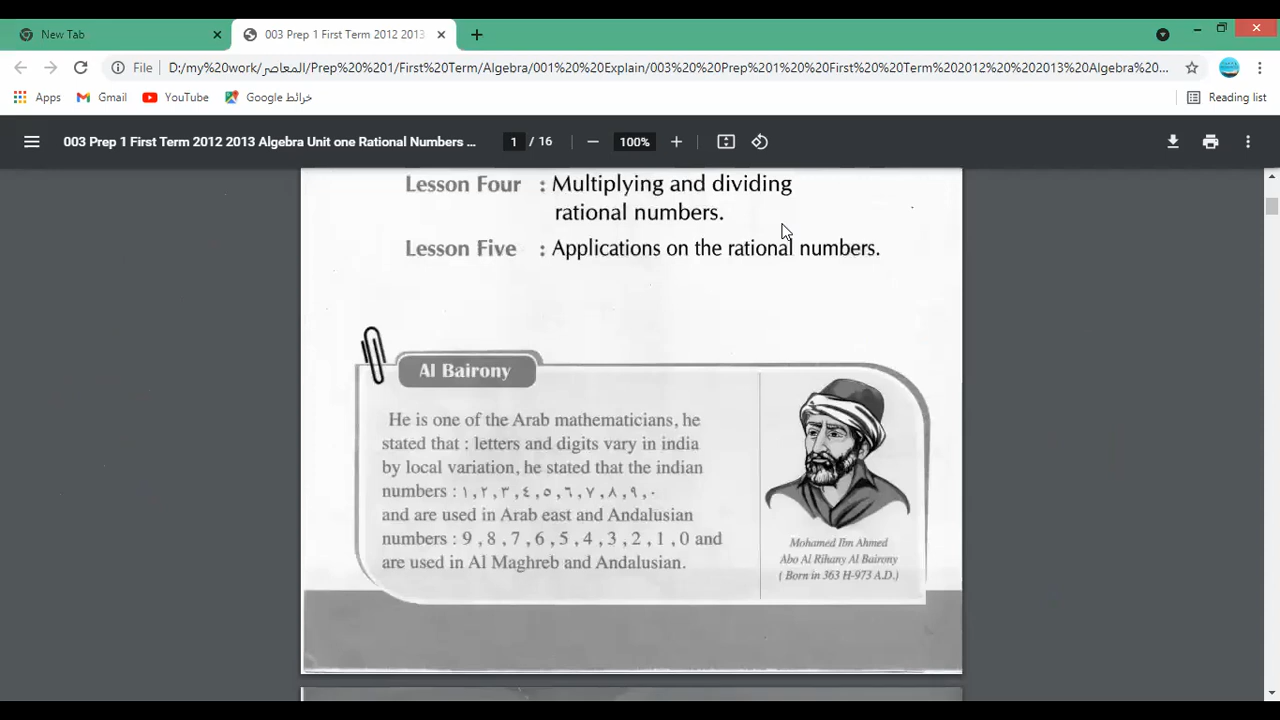 New Tab
003 Prep 1 First Term 2012 2013
File D:/my%20work/المعاصر/Prep%20%201/First%20Term/Algebra/001%20%20Explain/003%20%20Prep%201%20%20First%20%20Term%202012%20%202013%20Algebra%20...
Apps Gmail YouTube خرائط Google Reading list
003 Prep 1 First Term 2012 2013 Algebra Unit one Rational Numbers ... 1 / 16 100%
Lesson Four : Multiplying and dividing
rational numbers.
Lesson Five : Applications on the rational numbers.
Al Bairony
He is one of the Arab mathematicians, he
stated that : letters and digits vary in india
by local variation, he stated that the indian
numbers : ١ , ٢ , ٣ , ٤ , ٥ , ٦ , ٧ , ٨ , ٩ , ٠
and are used in Arab east and Andalusian
numbers : 9 , 8 , 7 , 6 , 5 , 4 , 3 , 2 , 1 , 0 and
are used in Al Maghreb and Andalusian.
Mohamed Ibn Ahmed
Abo Al Rihany Al Bairony
( Born in 363 H-973 A.D.)